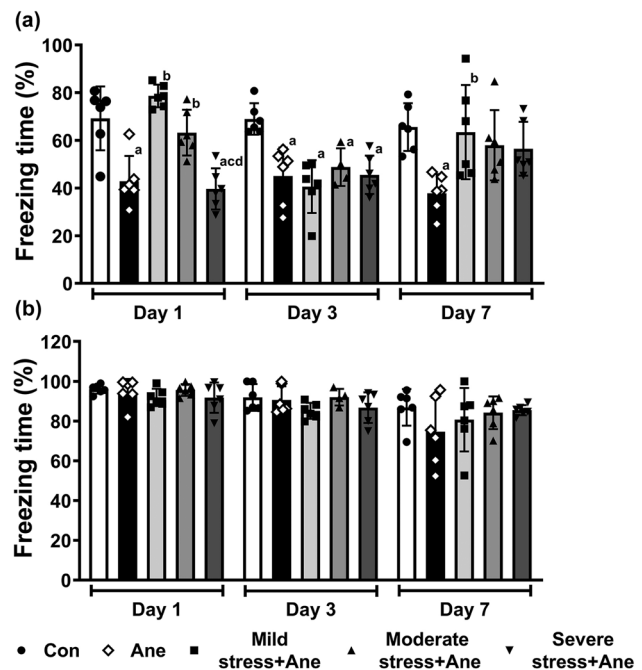 (a)
Freezing time (%)
100
80
60
40
20
0
a
b
b
acd
a
a
a
a
a
b
Day 1 Day 3 Day 7
(b)
Freezing time (%)
120
100
80
60
40
20
0
Day 1 Day 3 Day 7
Con Ane Mild stress+Ane Moderate stress+Ane Severe stress+Ane